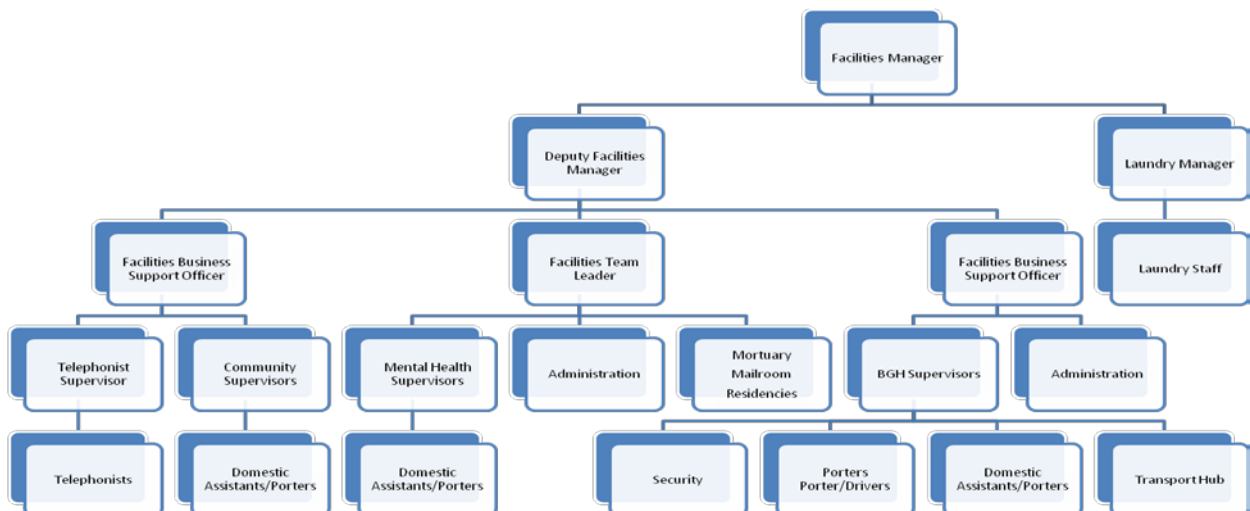 Facilities Manager
Deputy Facilities
Manager
Laundry Manager
Facilities Business
Support Officer
Facilities Team
Leader
Facilities Business
Support Officer
Laundry Staff
Telephonist
Supervisor
Community
Supervisors
Mental Health
Supervisors
Administration
Mortuary
Mailroom
Residencies
BGH Supervisors
Administration
Telephonists
Domestic
Assistants/Porters
Domestic
Assistants/Porters
Security
Porters
Porter/Drivers
Domestic
Assistants/Porters
Transport Hub